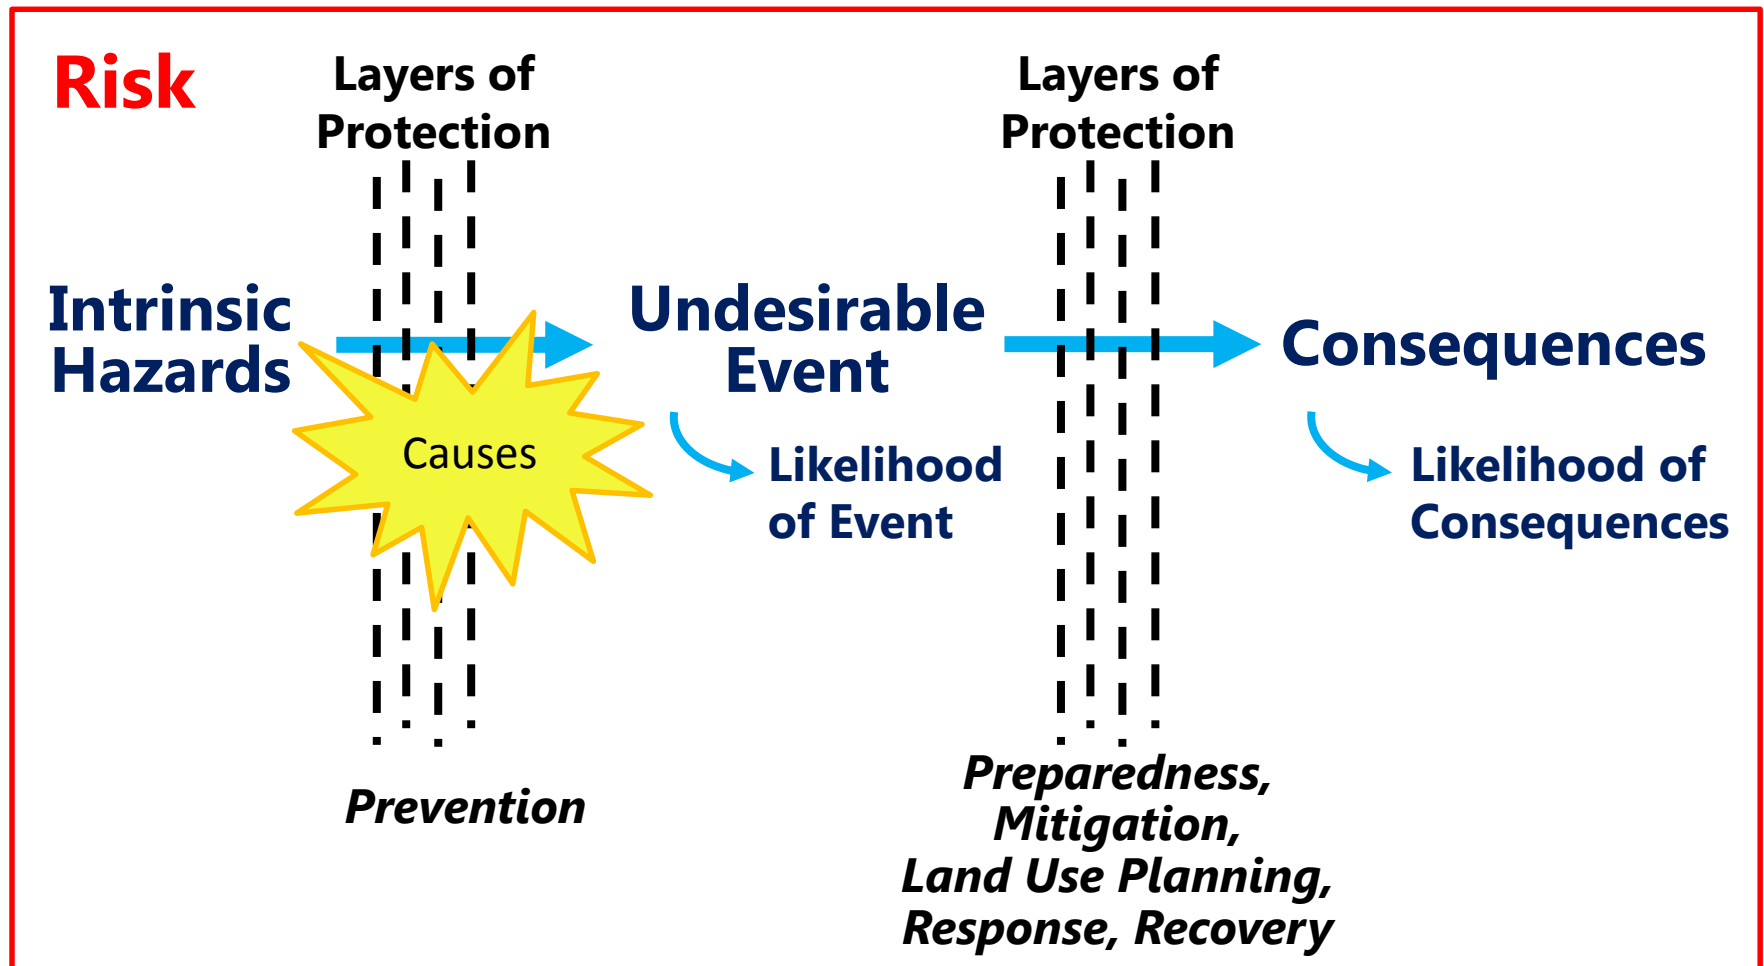 Risk
Layers of
Protection
Layers of
Protection
Intrinsic
Hazards
Undesirable
Event
Consequences
Causes
Likelihood
of Event
Likelihood of
Consequences
Prevention
Preparedness,
Mitigation,
Land Use Planning,
Response, Recovery